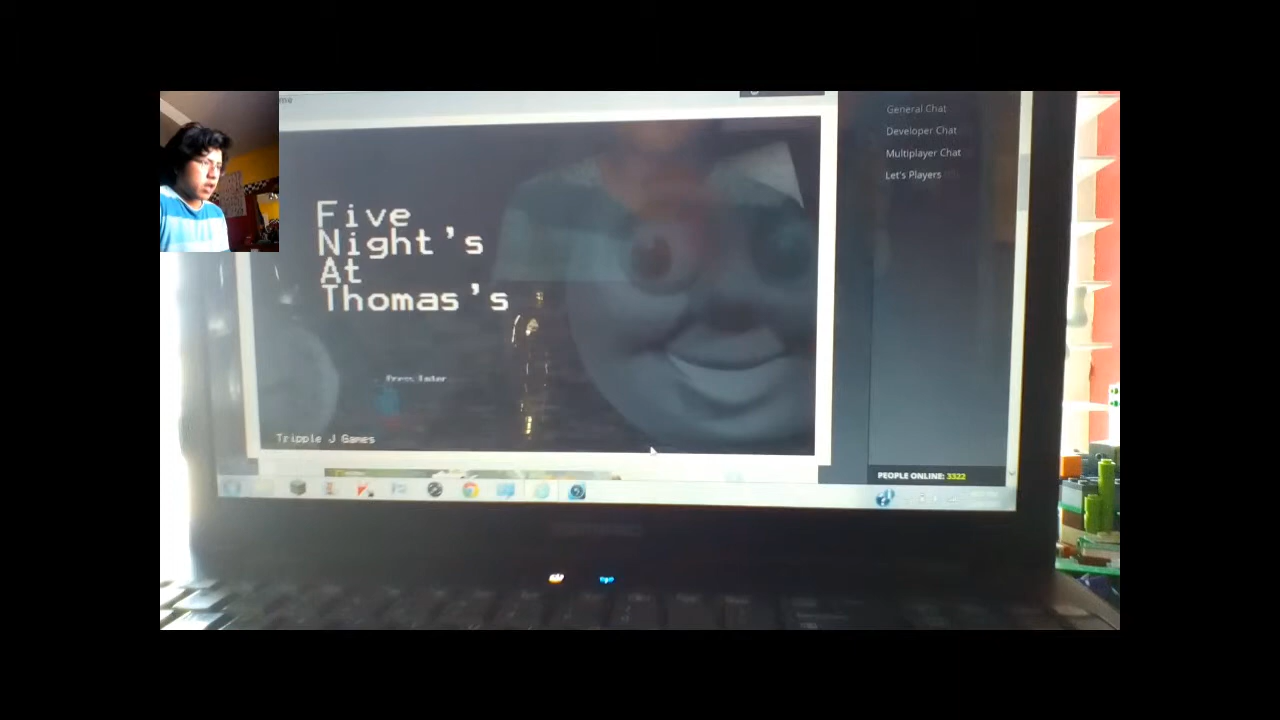 me
General Chat
Developer Chat
Multiplayer Chat
Let's Players
Five
Night's
At
Thomas's
Press Enter
Tripple J Games
PEOPLE ONLINE: 3322